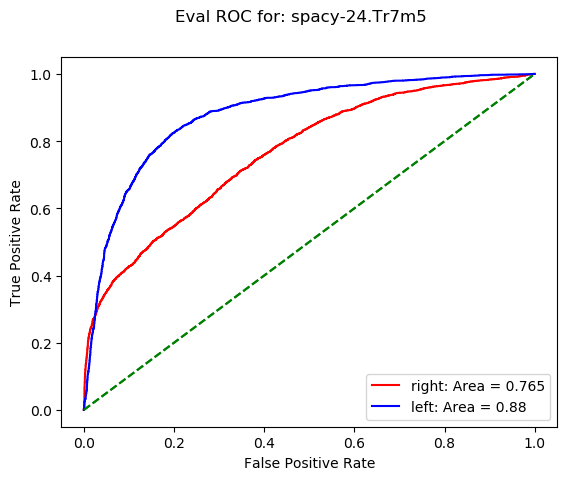 Eval ROC for: spacy-24.Tr7m5
1.0
0.8
0.6
0.4
0.2
0.0
True Positive Rate
0.0 0.2 0.4 0.6 0.8 1.0
False Positive Rate
right: Area = 0.765
left: Area = 0.88